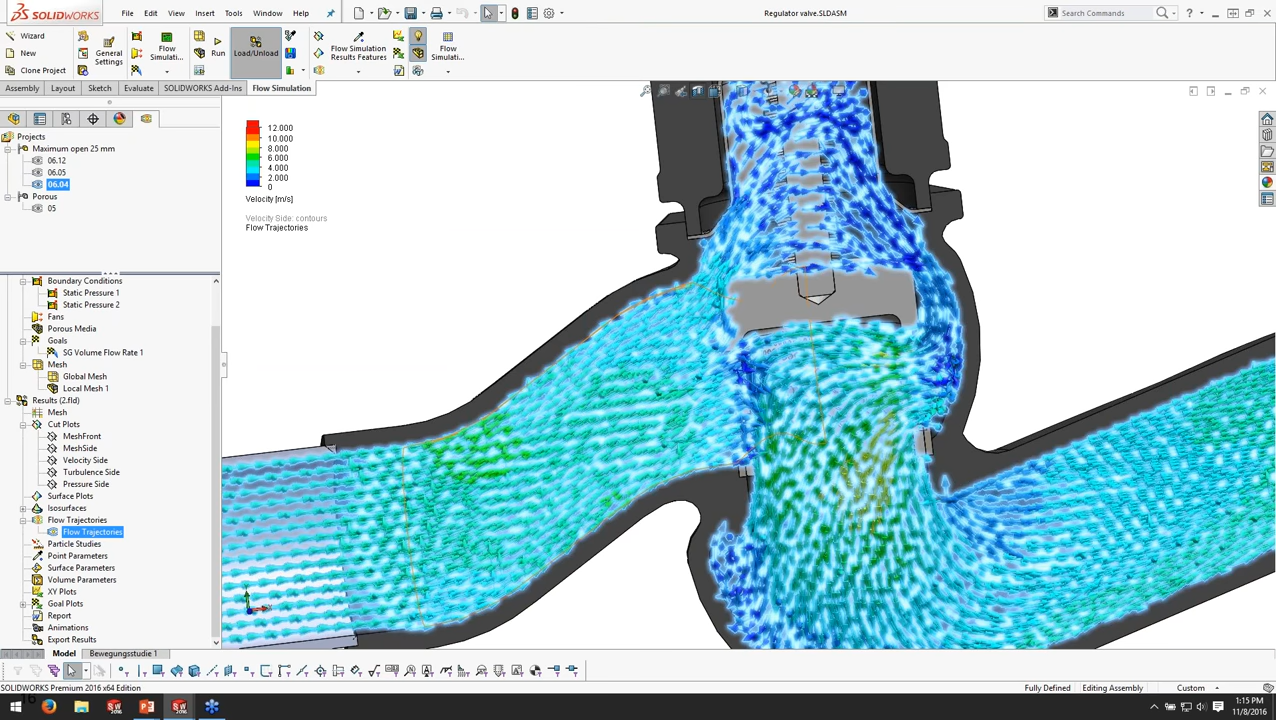 SOLIDWORKS
File Edit View Insert Tools Window Help
Regulator valve.SLDASM
Search Commands
Wizard
New
Clone Project
General Settings
Flow Simulati...
Run
Load/Unload
Flow Simulation Results Features
Flow Simulati...
Assembly Layout Sketch Evaluate SOLIDWORKS Add-Ins Flow Simulation
Projects
Maximum open 25 mm
06.12
06.05
06.04
Porous
05
Boundary Conditions
Static Pressure 1
Static Pressure 2
Fans
Porous Media
Goals
SG Volume Flow Rate 1
Mesh
Global Mesh
Local Mesh 1
Results (2.fld)
Mesh
Cut Plots
MeshFront
MeshSide
Velocity Side
Turbulence Side
Pressure Side
Surface Plots
Isosurfaces
Flow Trajectories
Flow Trajectories
Particle Studies
Point Parameters
Surface Parameters
Volume Parameters
XY Plots
Goal Plots
Report
Animations
Export Results
12.000
10.000
8.000
6.000
4.000
2.000
0
Velocity [m/s]
Velocity Side: contours
Flow Trajectories
Model Bewegungsstudie 1
SOLIDWORKS Premium 2016 x64 Edition
Fully Defined Editing Assembly Custom
16
1:15 PM
11/8/2016